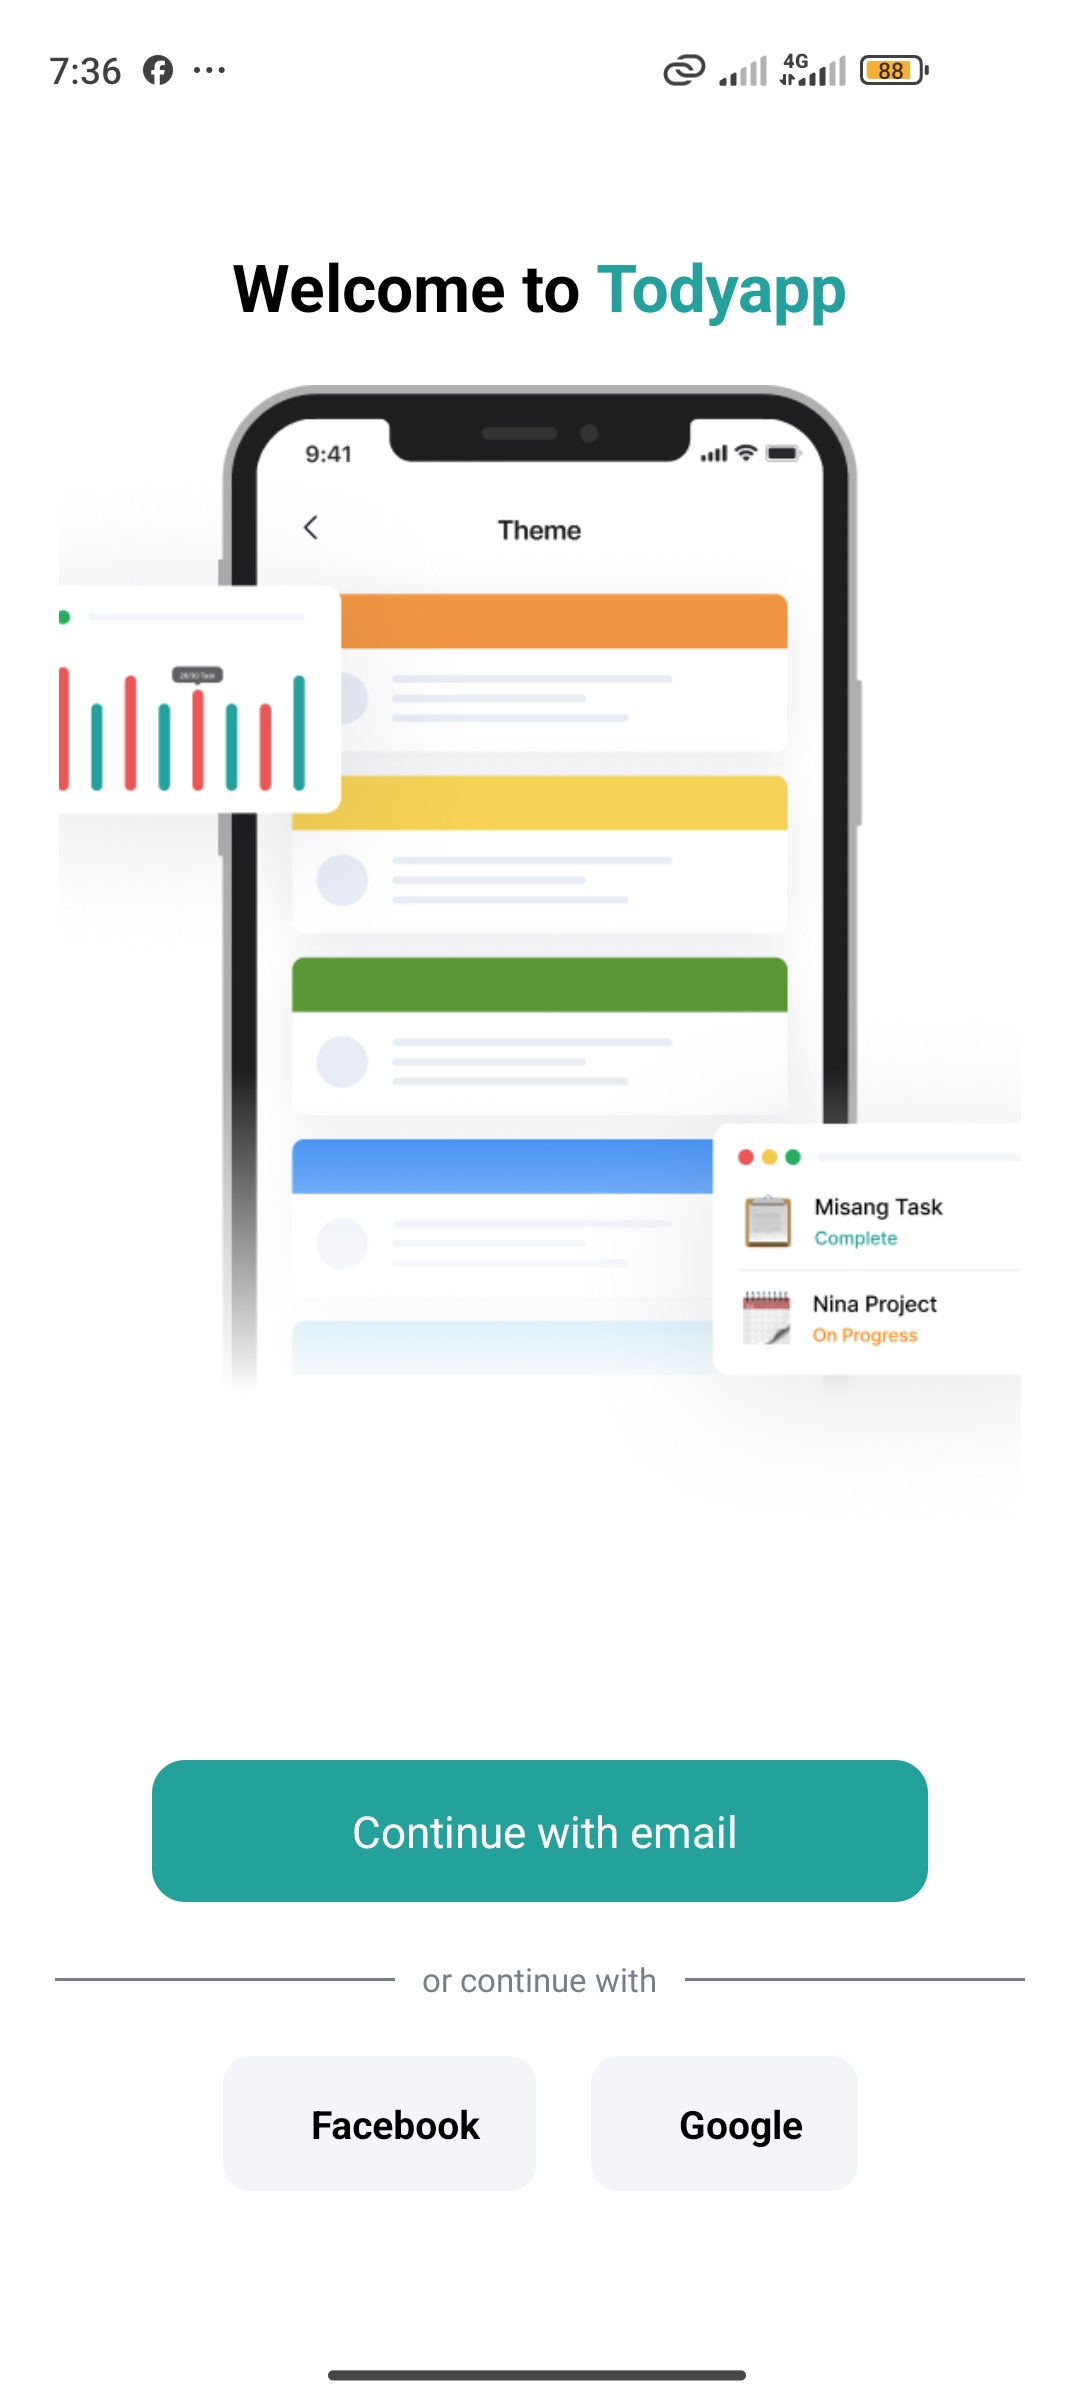 7:36
4G
88
Welcome to Todyapp
9:41
Theme
Misang Task
Complete
Nina Project
On Progress
Continue with email
or continue with
Facebook
Google